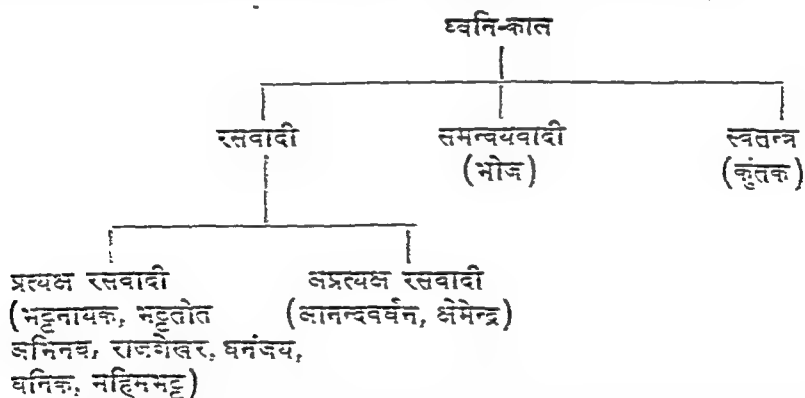 ध्वनि-काल
रसवादी
समन्वयवादी
(भोज)
स्वतन्त्र
(कुंतक)
प्रत्यक्ष रसवादी
(भट्टनायक, भट्टतोत
अभिनव, राजशेखर, धनंजय,
धनिक, महिमभट्ट)
अप्रत्यक्ष रसवादी
(आनन्दवर्धन, क्षेमेन्द्र)